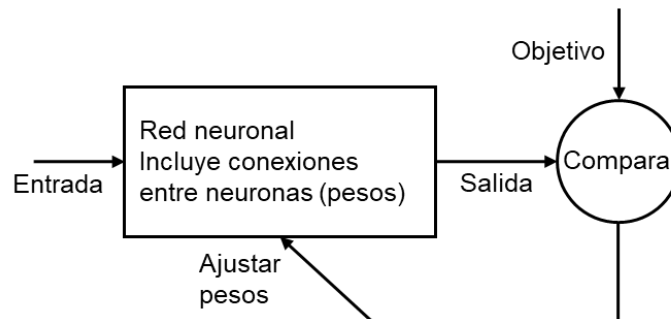 Objetivo
Red neuronal
Incluye conexiones
entre neuronas (pesos)
Compara
Entrada
Salida
Ajustar
pesos